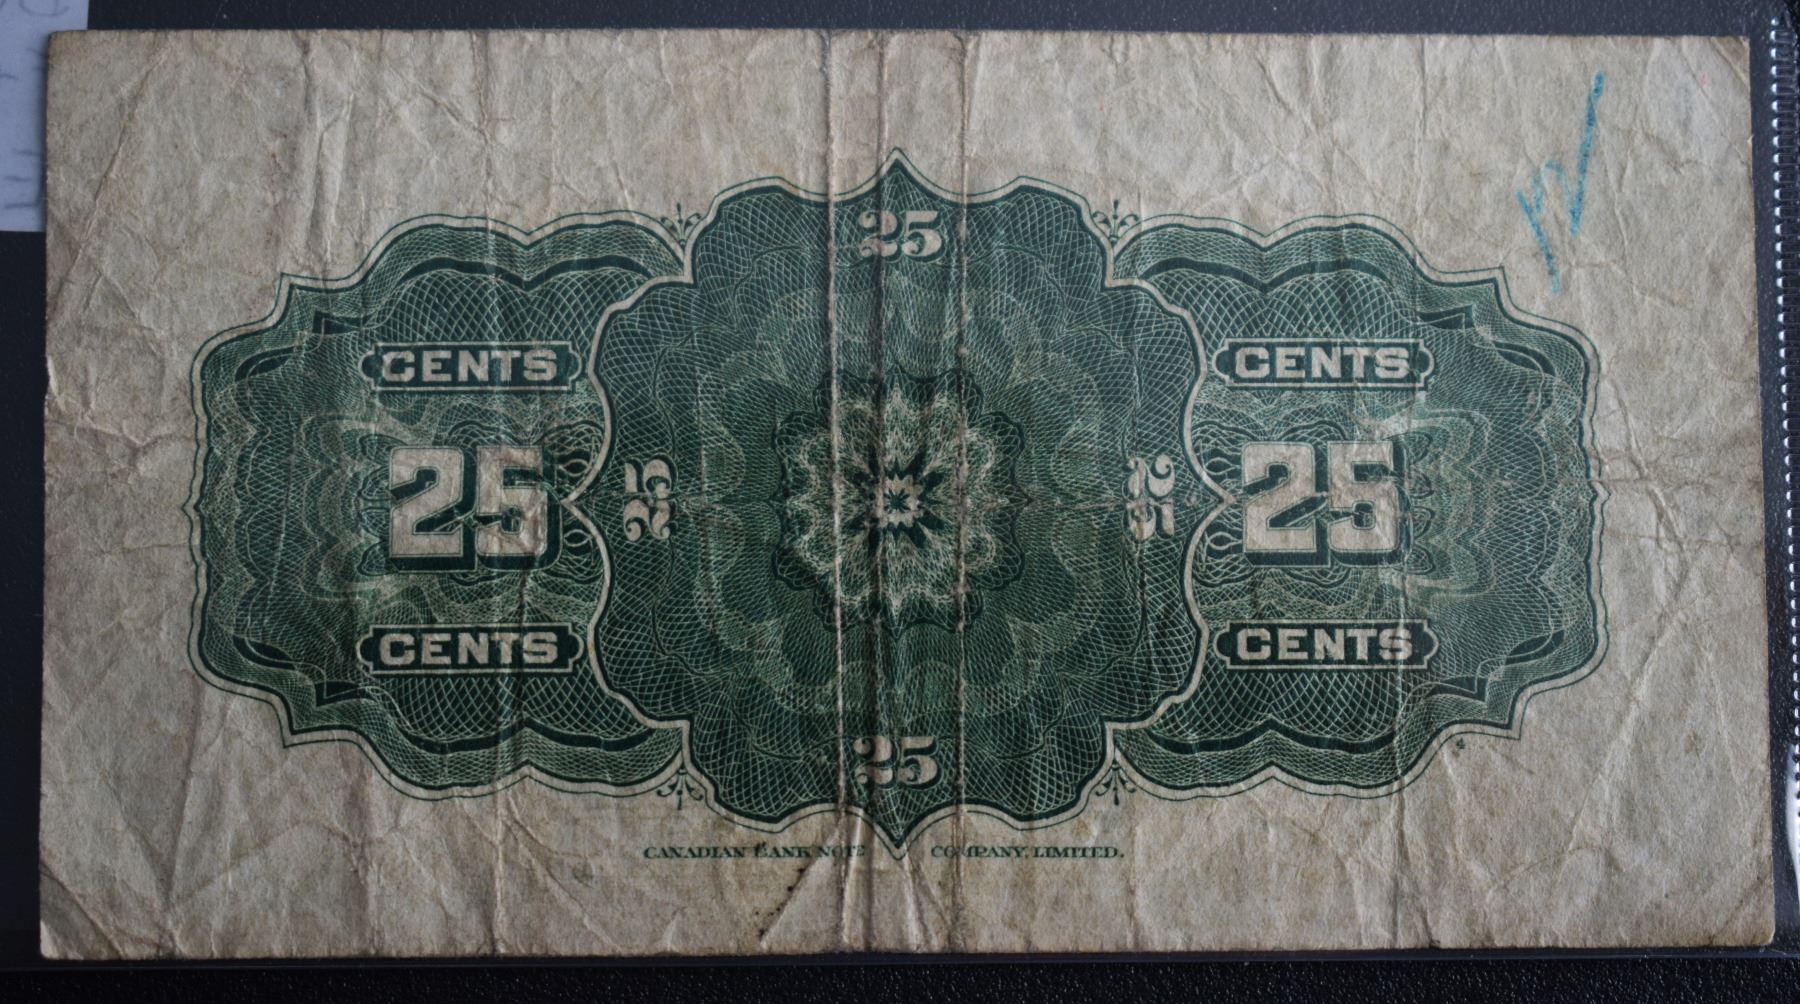 25
CENTS CENTS
25 25 25 25
CENTS CENTS
25
CANADIAN BANK NOTE COMPANY, LIMITED.